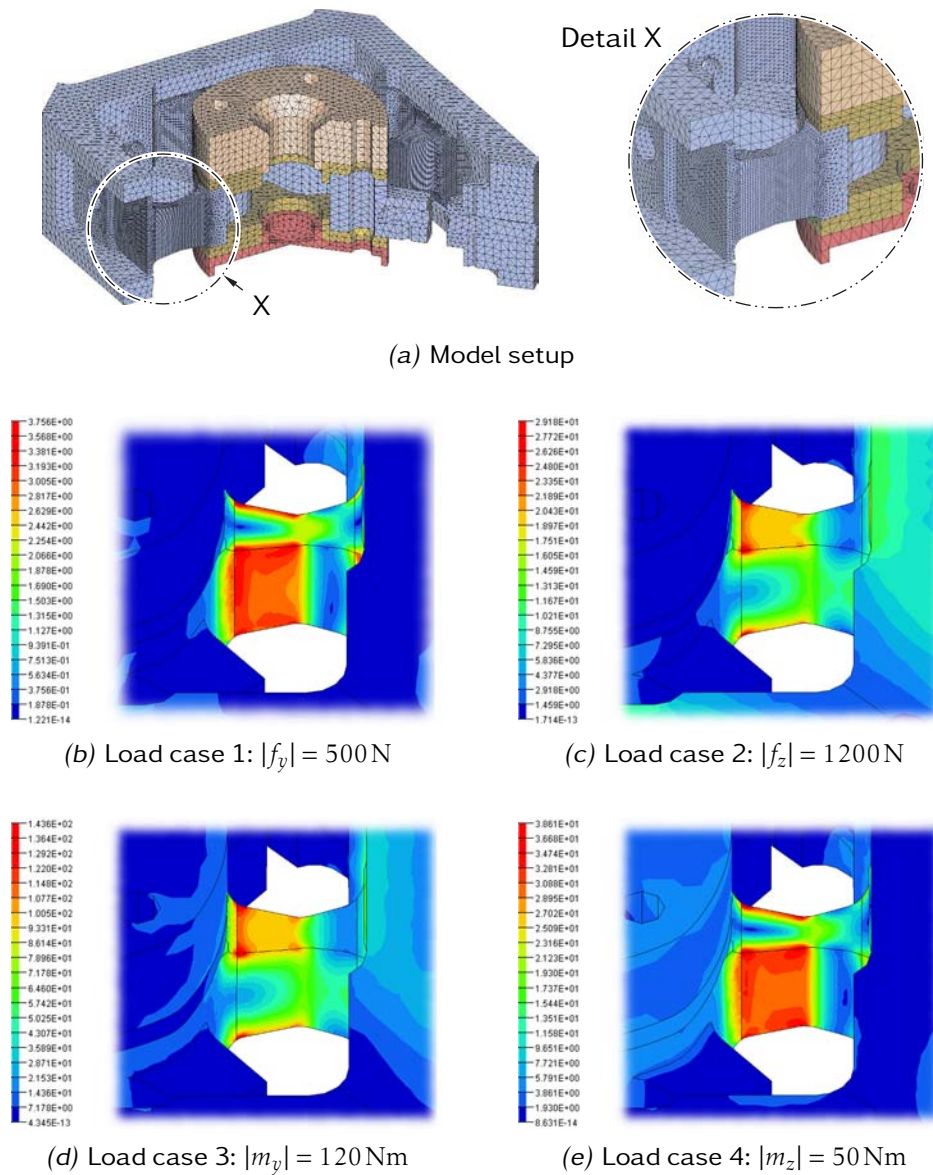 Detail X
X
(a) Model setup
3.756E+00
3.568E+00
3.381E+00
3.193E+00
3.005E+00
2.817E+00
2.629E+00
2.442E+00
2.254E+00
2.066E+00
1.878E+00
1.690E+00
1.503E+00
1.315E+00
1.127E+00
9.391E-01
7.513E-01
5.634E-01
3.756E-01
1.878E-01
1.221E-14
2.918E+01
2.772E+01
2.626E+01
2.480E+01
2.335E+01
2.189E+01
2.043E+01
1.897E+01
1.751E+01
1.605E+01
1.459E+01
1.313E+01
1.167E+01
1.021E+01
8.755E+00
7.295E+00
5.836E+00
4.377E+00
2.918E+00
1.459E+00
1.714E-13
(b) Load case 1: |f_y| = 500 N
(c) Load case 2: |f_z| = 1200 N
1.436E+02
1.364E+02
1.292E+02
1.220E+02
1.148E+02
1.077E+02
1.005E+02
9.331E+01
8.614E+01
7.896E+01
7.178E+01
6.460E+01
5.742E+01
5.025E+01
4.307E+01
3.589E+01
2.871E+01
2.153E+01
1.436E+01
7.178E+00
4.345E-13
3.861E+01
3.668E+01
3.474E+01
3.281E+01
3.088E+01
2.895E+01
2.702E+01
2.509E+01
2.316E+01
2.123E+01
1.930E+01
1.737E+01
1.544E+01
1.351E+01
1.158E+01
9.651E+00
7.721E+00
5.791E+00
3.861E+00
1.930E+00
8.631E-14
(d) Load case 3: |m_y| = 120 Nm
(e) Load case 4: |m_z| = 50 Nm